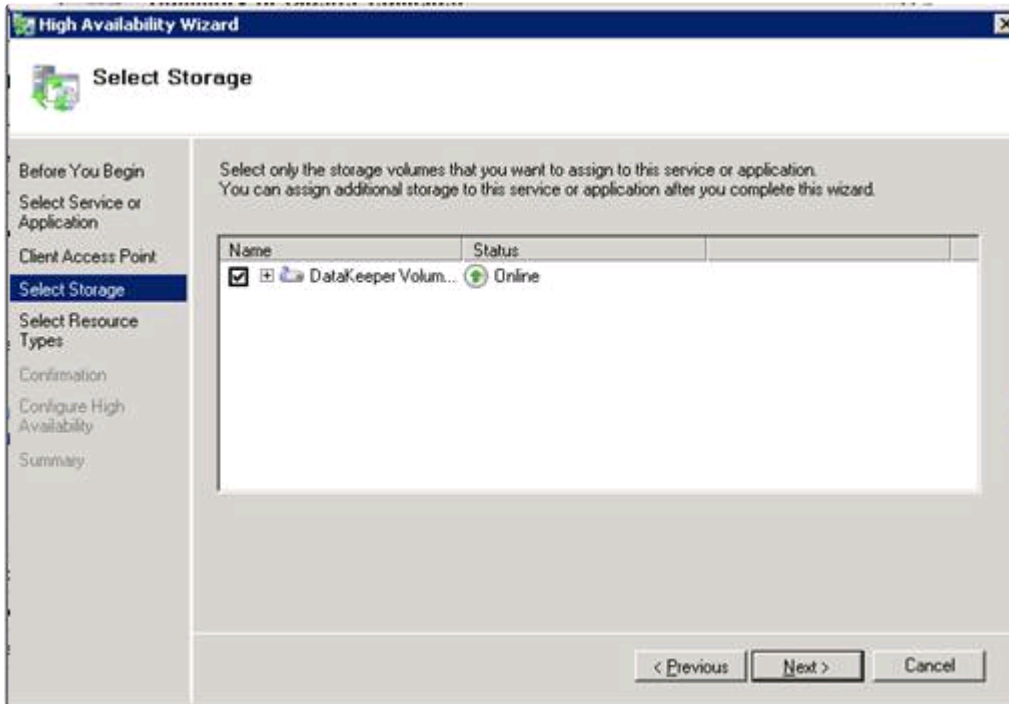 High Availability Wizard
Select Storage
Before You Begin
Select Service or
Application
Client Access Point
Select Storage
Select Resource
Types
Confirmation
Configure High
Availability
Summary
Select only the storage volumes that you want to assign to this service or application.
You can assign additional storage to this service or application after you complete this wizard.
Name Status
DataKeeper Volum... Online
< Previous Next > Cancel